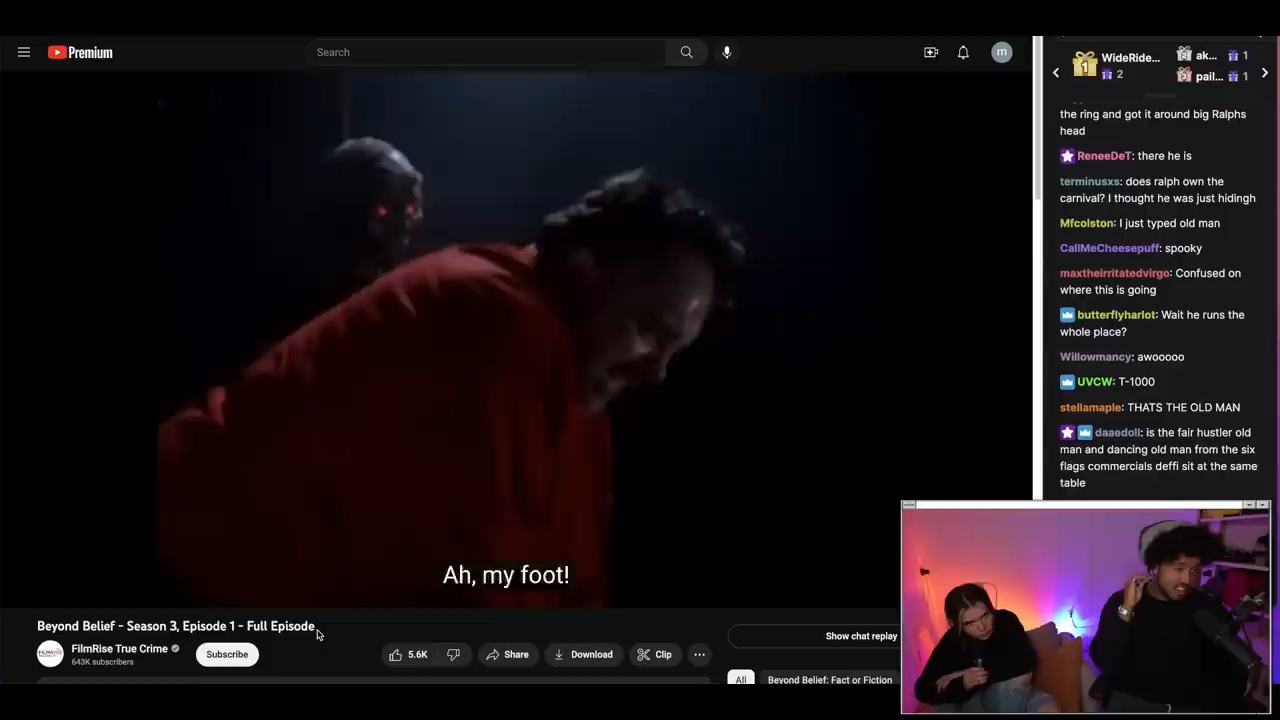 Premium
Search
m
1
WideRide...
2
2
ak...
1
3
pail...
1
the ring and got it around big Ralphs
head
ReneeDeT: there he is
terminusxs: does ralph own the
carnival? I thought he was just hidingh
Mfcolston: I just typed old man
CallMeCheesepuff: spooky
maxtheirritatedvirgo: Confused on
where this is going
butterflyharlot: Wait he runs the
whole place?
Willowmancy: awooooo
UVCW: T-1000
stellamaple: THATS THE OLD MAN
daaedoll: is the fair hustler old
man and dancing old man from the six
flags commercials deffi sit at the same
table
Ah, my foot!
Beyond Belief - Season 3, Episode 1 - Full Episode
FILMRISE
FilmRise True Crime
643K subscribers
Subscribe
5.6K
Share
Download
Clip
Show chat replay
All
Beyond Belief: Fact or Fiction